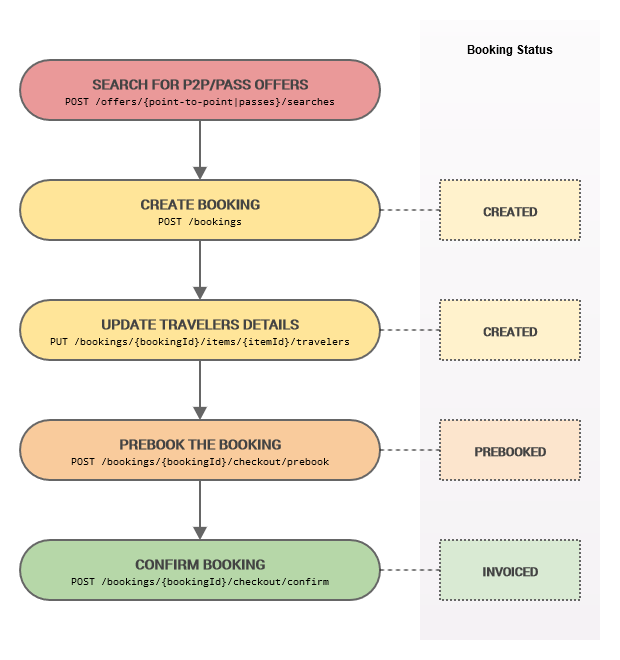 Booking Status
SEARCH FOR P2P/PASS OFFERS
POST /offers/{point-to-point|passes}/searches
CREATE BOOKING
POST /bookings
CREATED
UPDATE TRAVELERS DETAILS
PUT /bookings/{bookingId}/items/{itemId}/travelers
CREATED
PREBOOK THE BOOKING
POST /bookings/{bookingId}/checkout/prebook
PREBOOKED
CONFIRM BOOKING
POST /bookings/{bookingId}/checkout/confirm
INVOICED